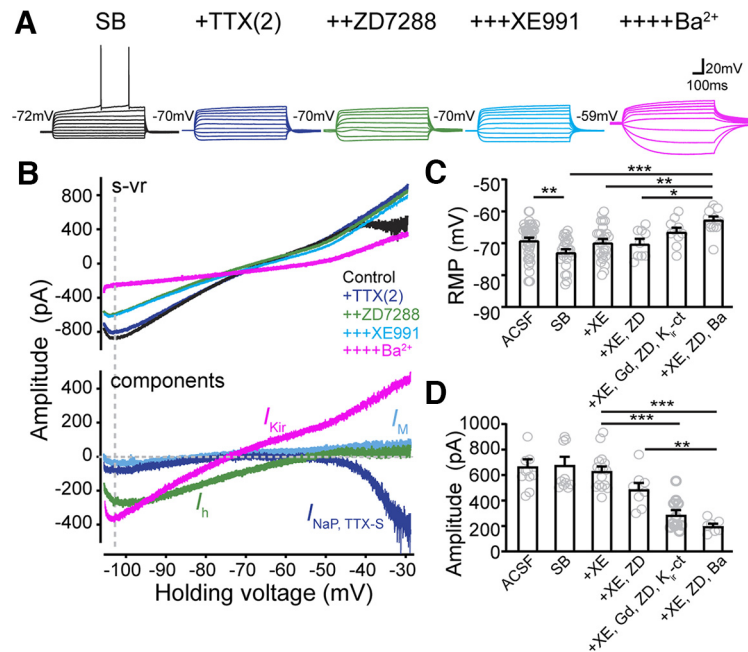 A
SB +TTX(2) ++ZD7288 +++XE991 ++++Ba²⁺
20mV
100ms
-72mV -70mV -70mV -70mV -59mV
B
s-vr
800
400
0
-400
-800
Control
+TTX(2)
++ZD7288
+++XE991
++++Ba²⁺
Amplitude (pA)
components
400
200
0
-200
-400
I Kir
I M
I h
I NaP, TTX-S
-100 -90 -80 -70 -60 -50 -40 -30
Holding voltage (mV)
C
***
**
*
**
RMP (mV)
-50
-60
-70
-80
-90
ACSF
SB
+XE
+XE, ZD
+XE, Gd, ZD, Kir-ct
+XE, ZD, Ba
D
***
***
**
Amplitude (pA)
1000
800
600
400
200
0
ACSF
SB
+XE
+XE, ZD
+XE, Gd, ZD, Kir-ct
+XE, ZD, Ba